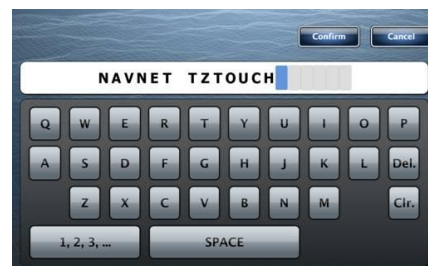 Confirm Cancel
NAVNET TZTOUCH
Q W E R T Y U I O P
A S D F G H J K L Del.
Z X C V B N M Clr.
1, 2, 3, ... SPACE